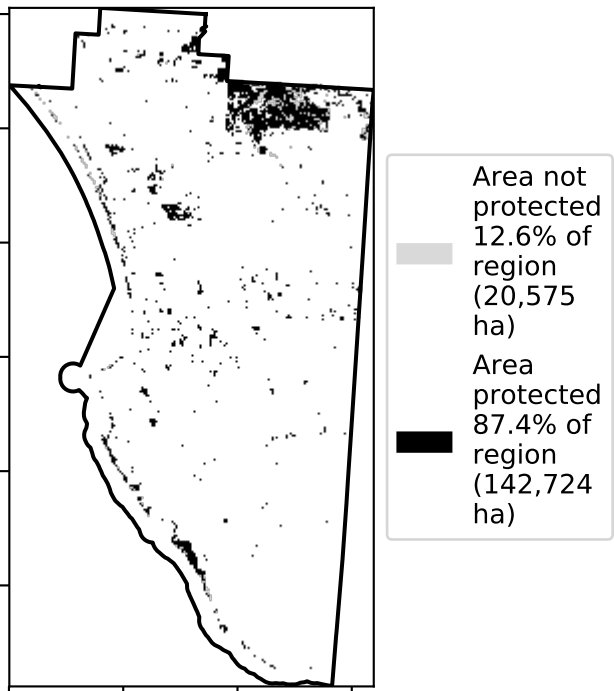 Area not
protected
12.6% of
region
(20,575
ha)
Area
protected
87.4% of
region
(142,724
ha)